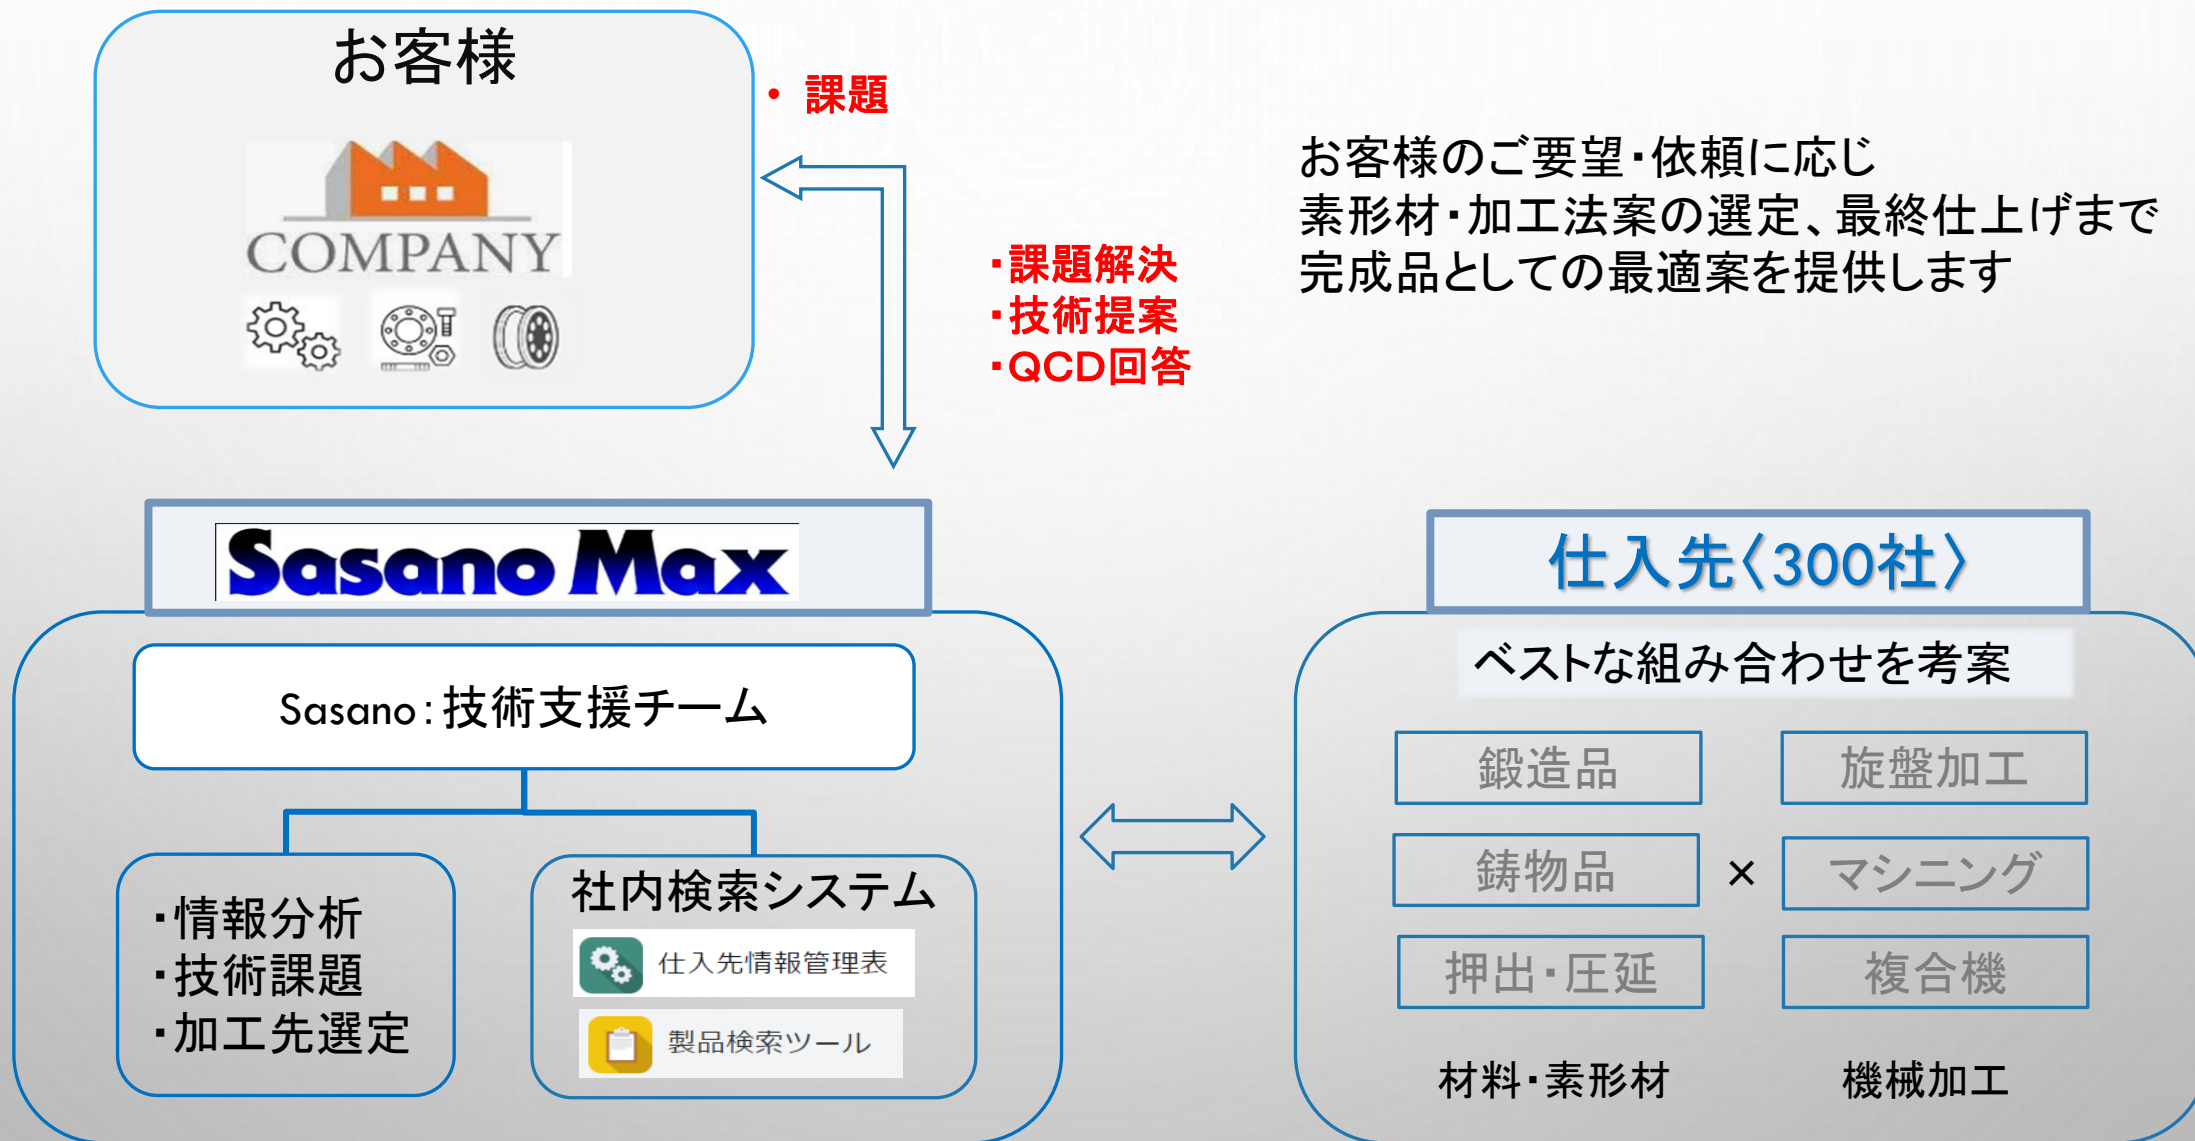 お客様
COMPANY
・課題
・課題解決
・技術提案
・QCD回答
お客様のご要望・依頼に応じ
素形材・加工法案の選定、最終仕上げまで
完成品としての最適案を提供します
Sasano Max
Sasano：技術支援チーム
・情報分析
・技術課題
・加工先選定
社内検索システム
仕入先情報管理表
製品検索ツール
仕入先〈300社〉
ベストな組み合わせを考案
鍛造品
旋盤加工
鋳物品
×
マシニング
押出・圧延
複合機
材料・素形材
機械加工